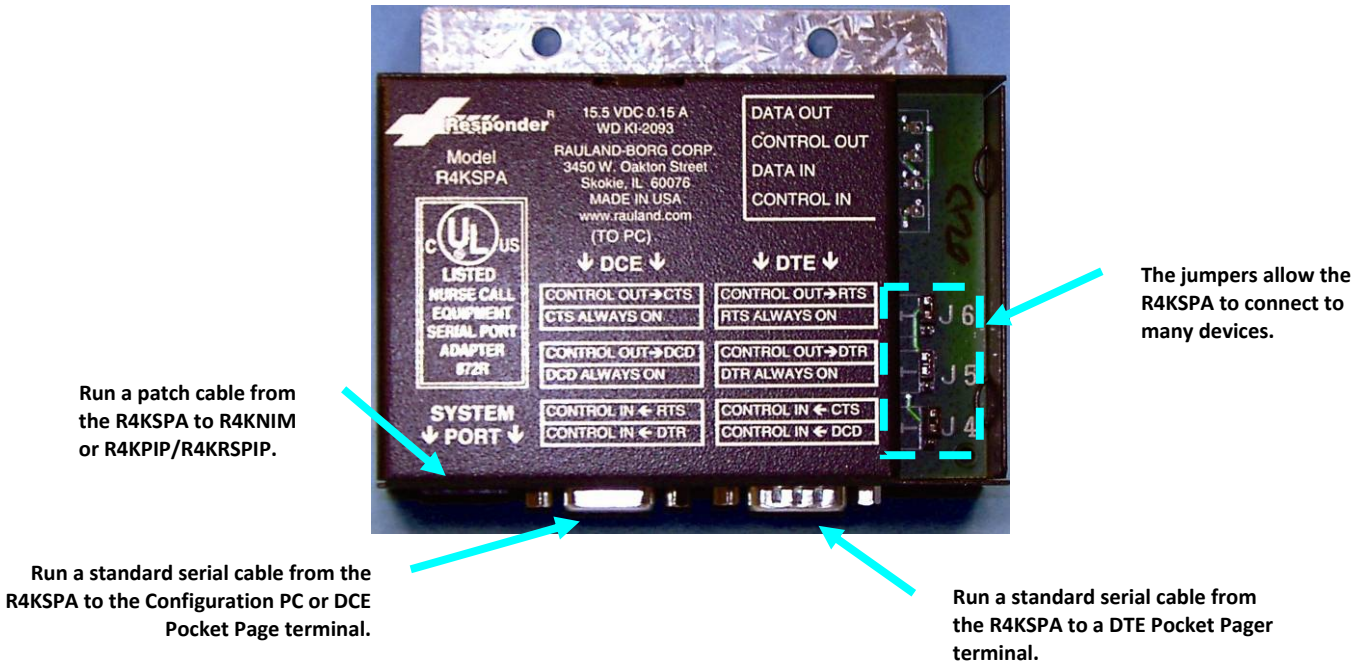 Responder R
Model
R4KSPA
15.5 VDC 0.15 A
WD KI-2093
RAULAND-BORG CORP.
3450 W. Oakton Street
Skokie, IL 60076
MADE IN USA
www.rauland.com
(TO PC)
DATA OUT
CONTROL OUT
DATA IN
CONTROL IN
C UL US
LISTED
NURSE CALL
EQUIPMENT
SERIAL PORT
ADAPTER
872R
↓ DCE ↓
CONTROL OUT→CTS
CTS ALWAYS ON
CONTROL OUT→DCD
DCD ALWAYS ON
CONTROL IN ← RTS
CONTROL IN ← DTR
↓ DTE ↓
CONTROL OUT→RTS
RTS ALWAYS ON
CONTROL OUT→DTR
DTR ALWAYS ON
CONTROL IN ← CTS
CONTROL IN ← DCD
SYSTEM
↓ PORT ↓
J6
J5
J4
The jumpers allow the
R4KSPA to connect to
many devices.
Run a patch cable from
the R4KSPA to R4KNIM
or R4KPIP/R4KRSPIP.
Run a standard serial cable from the
R4KSPA to the Configuration PC or DCE
Pocket Page terminal.
Run a standard serial cable from
the R4KSPA to a DTE Pocket Pager
terminal.